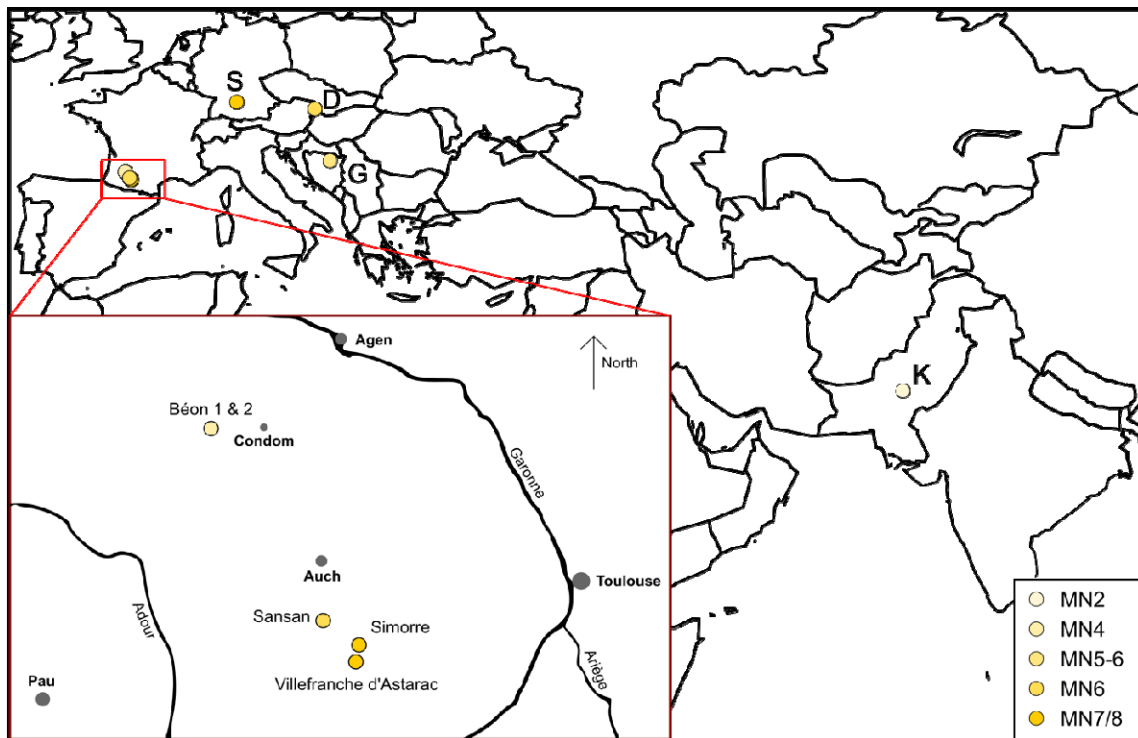 S
D
G
K
Agen
North
Béon 1 & 2
Condom
Garonne
Auch
Toulouse
Sansan
Simorre
Adour
Villefranche d'Astarac
Ariège
Pau
MN2
MN4
MN5-6
MN6
MN7/8